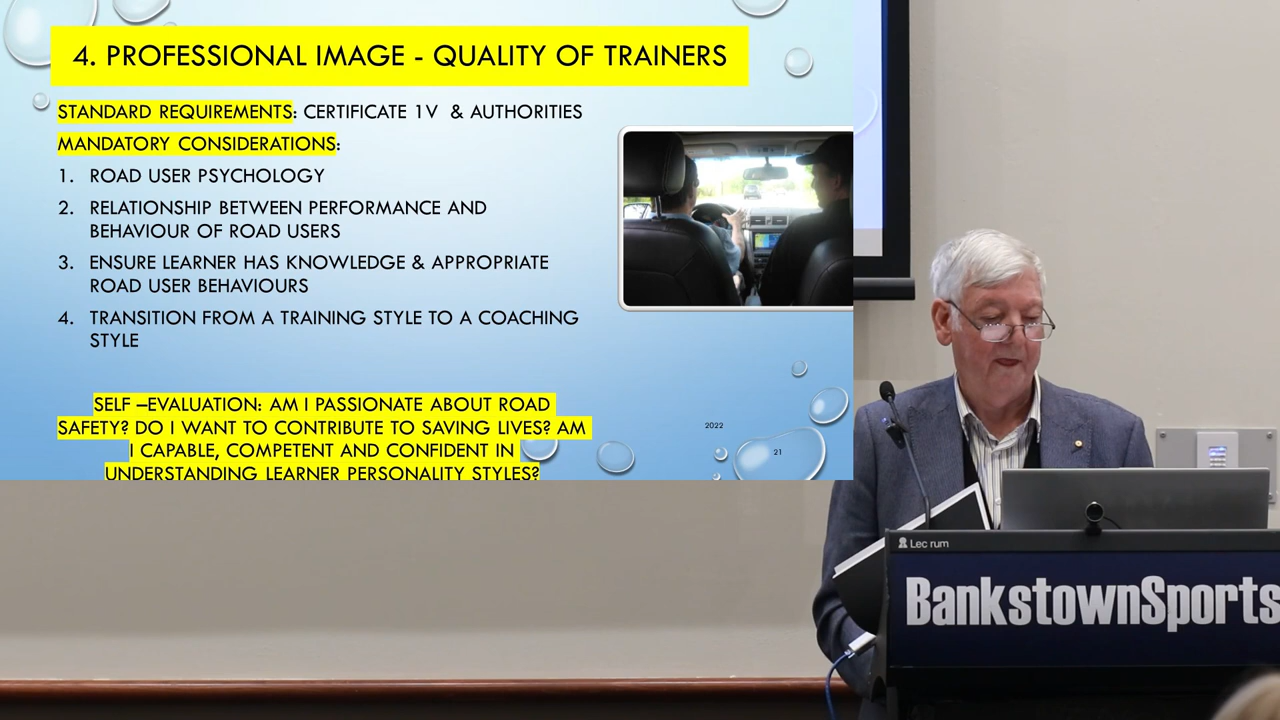 4. PROFESSIONAL IMAGE - QUALITY OF TRAINERS
STANDARD REQUIREMENTS: CERTIFICATE 1V & AUTHORITIES
MANDATORY CONSIDERATIONS:
1. ROAD USER PSYCHOLOGY
2. RELATIONSHIP BETWEEN PERFORMANCE AND
BEHAVIOUR OF ROAD USERS
3. ENSURE LEARNER HAS KNOWLEDGE & APPROPRIATE
ROAD USER BEHAVIOURS
4. TRANSITION FROM A TRAINING STYLE TO A COACHING
STYLE
SELF –EVALUATION: AM I PASSIONATE ABOUT ROAD
SAFETY? DO I WANT TO CONTRIBUTE TO SAVING LIVES? AM
I CAPABLE, COMPETENT AND CONFIDENT IN
UNDERSTANDING LEARNER PERSONALITY STYLES?
2022
21
Lec rum
BankstownSports